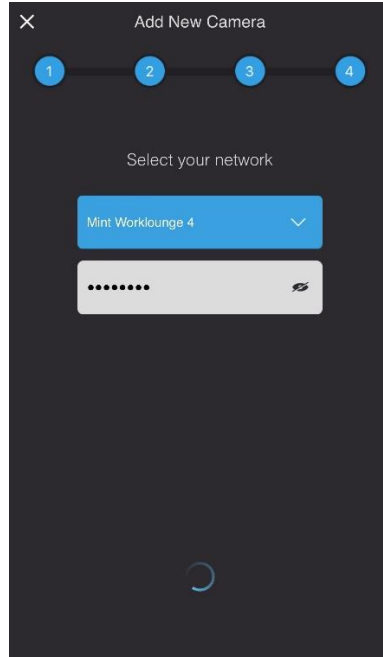 Add New Camera
1 2 3 4
Select your network
Mint Worklounge 4
••••••••